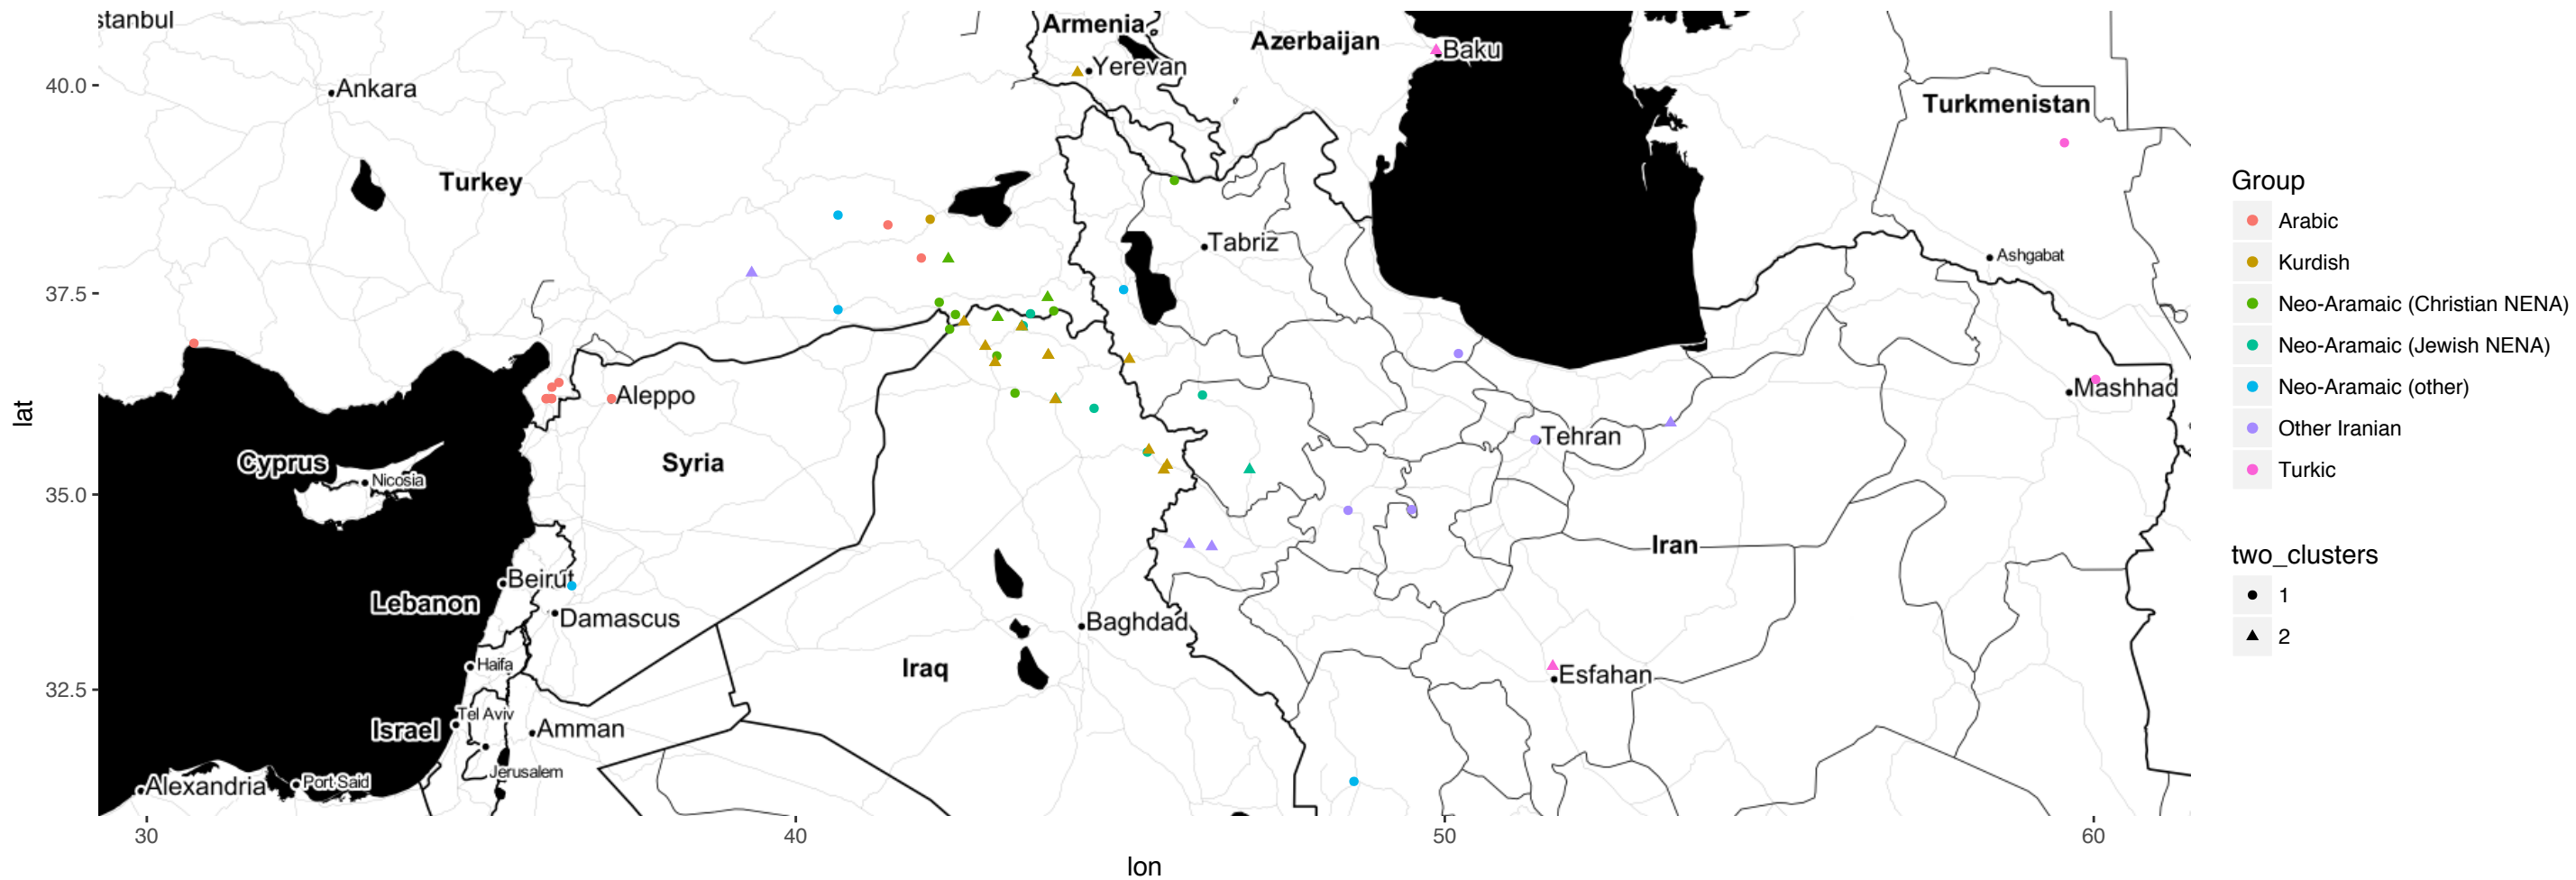 stanbul
Armenia
Azerbaijan
Baku
Yerevan
40.0
Ankara
Turkmenistan
Turkey
Tabriz
Ashgabat
37.5
Mashhad
Aleppo
lat
Tehran
Syria
Cyprus
Nicosia
35.0
Iran
Beirut
Lebanon
Damascus
Baghdad
Haifa
Iraq
Esfahan
32.5
Tel Aviv
Israel
Amman
Jerusalem
Alexandria
Port Said
30
40
50
60
lon
Group
Arabic
Kurdish
Neo-Aramaic (Christian NENA)
Neo-Aramaic (Jewish NENA)
Neo-Aramaic (other)
Other Iranian
Turkic
two_clusters
1
2